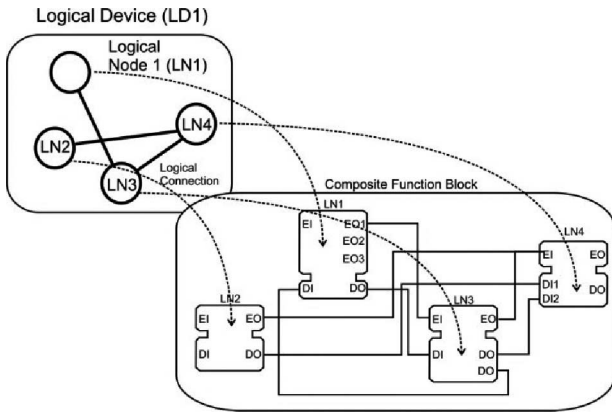 Logical Device (LD1)
Logical
Node 1 (LN1)
LN4
LN2
LN3
Logical
Connection
Composite Function Block
LN1
EI
EO1
EO2
EO3
DI
DO
LN4
EI
EO
DI1
DI2
DO
LN2
EI
EO
DI
DO
LN3
EI
EO
DI
DO
DO